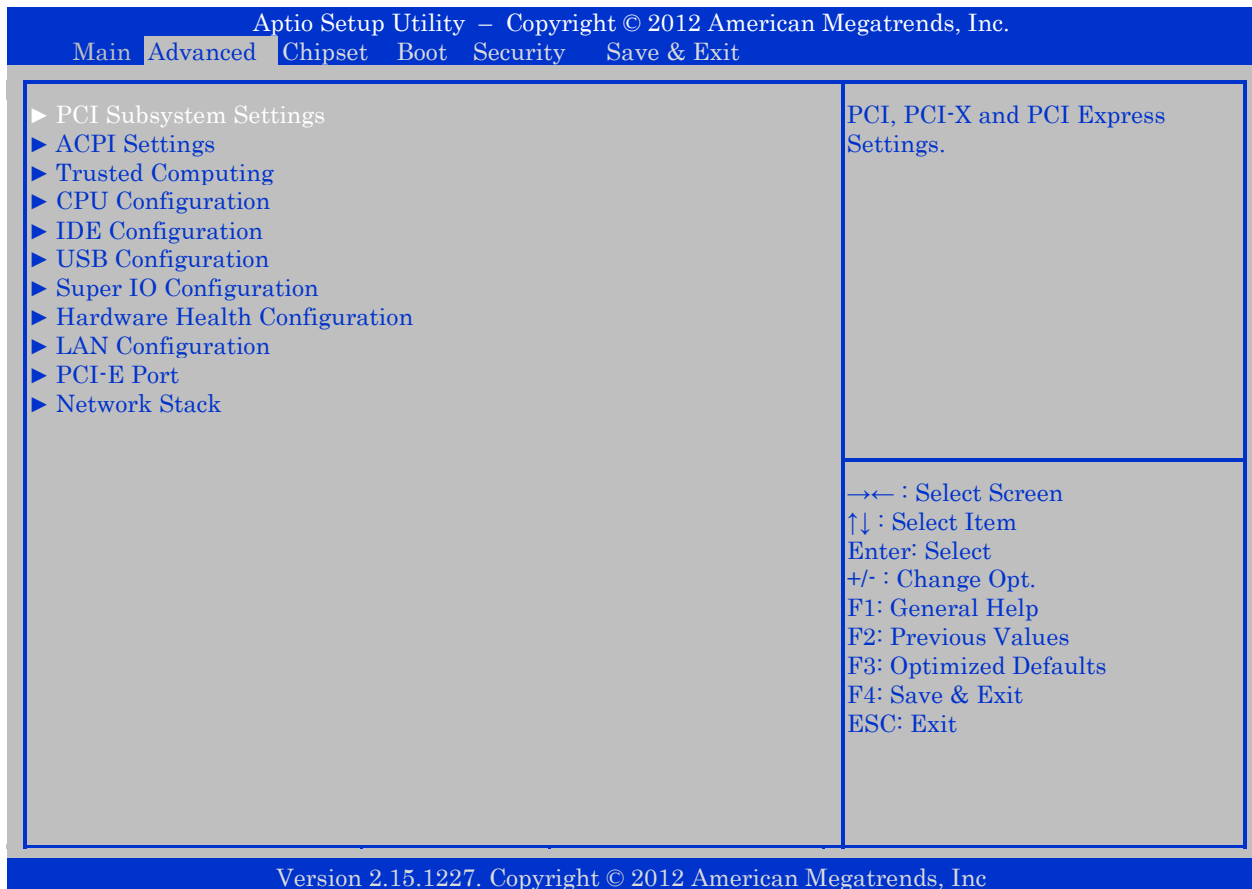 Aptio Setup Utility – Copyright © 2012 American Megatrends, Inc.
Main Advanced Chipset Boot Security Save & Exit
► PCI Subsystem Settings
► ACPI Settings
► Trusted Computing
► CPU Configuration
► IDE Configuration
► USB Configuration
► Super IO Configuration
► Hardware Health Configuration
► LAN Configuration
► PCI-E Port
► Network Stack
PCI, PCI-X and PCI Express
Settings.
→← : Select Screen
↑↓ : Select Item
Enter: Select
+/- : Change Opt.
F1: General Help
F2: Previous Values
F3: Optimized Defaults
F4: Save & Exit
ESC: Exit
Version 2.15.1227. Copyright © 2012 American Megatrends, Inc